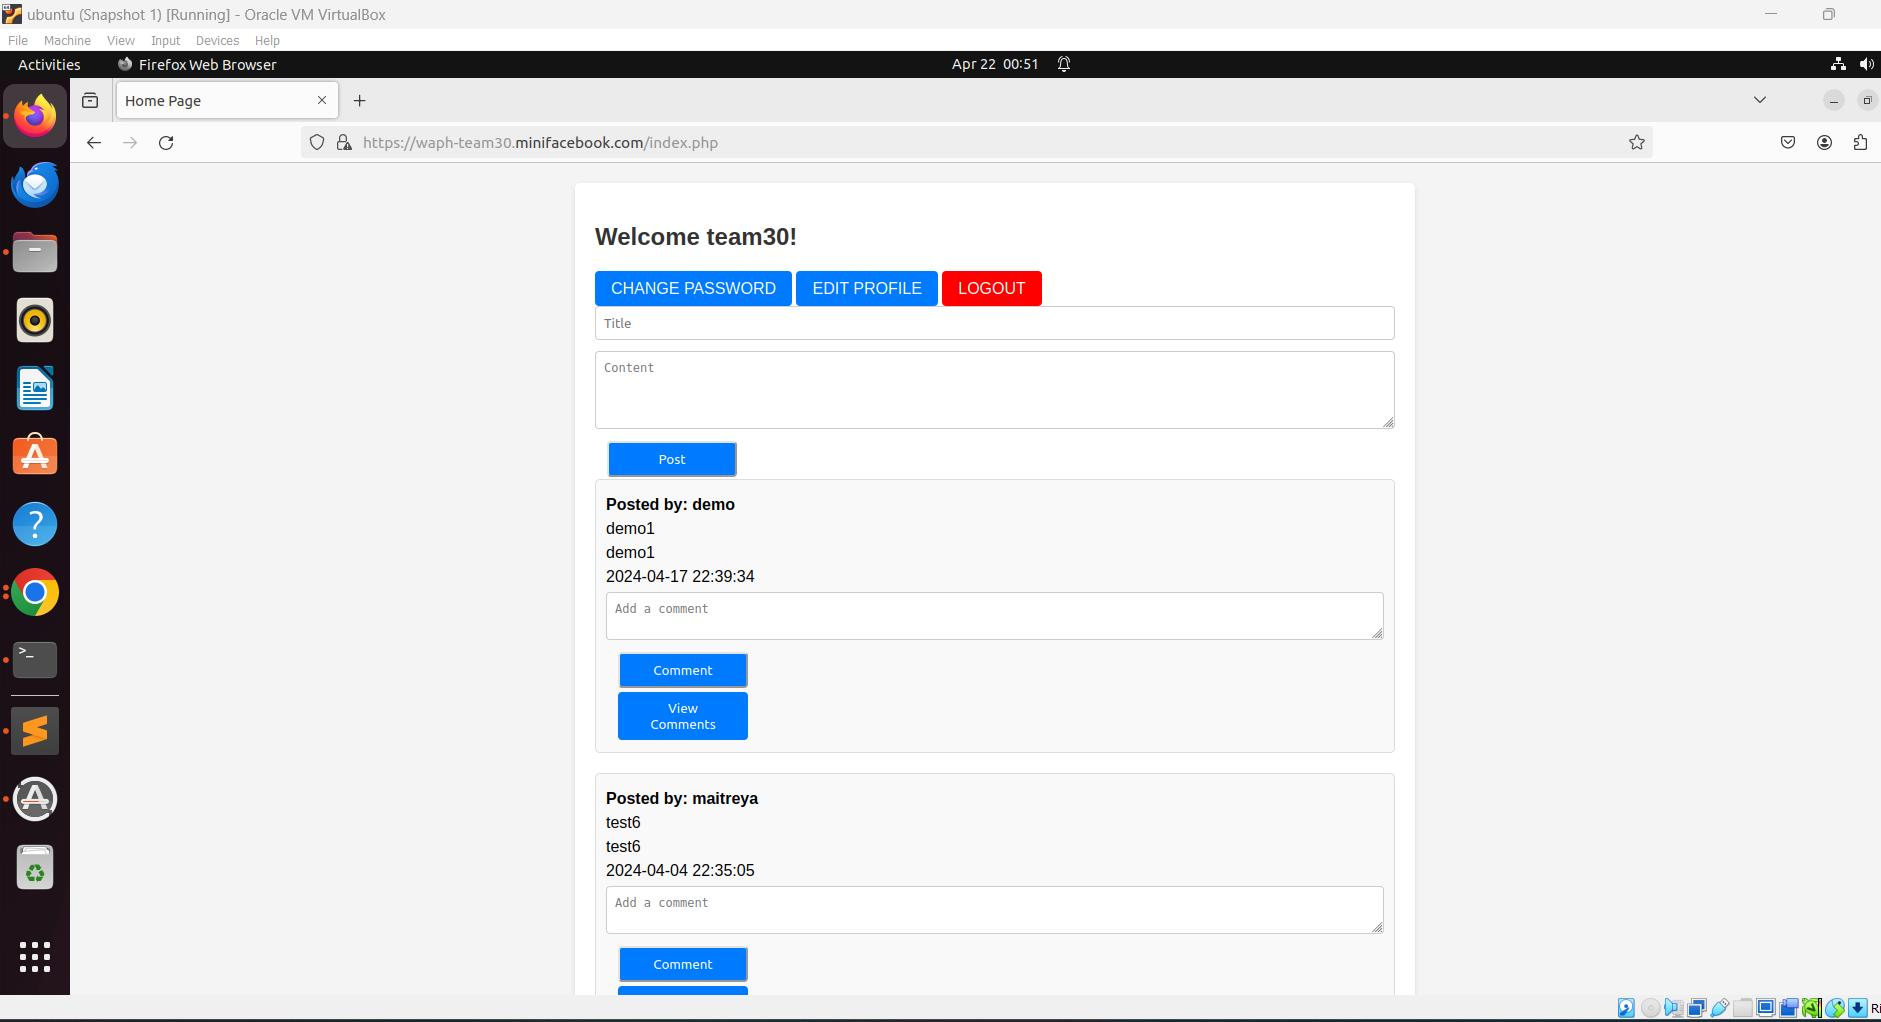 ubuntu (Snapshot 1) [Running] - Oracle VM VirtualBox
File Machine View Input Devices Help
Activities Firefox Web Browser Apr 22 00:51
Home Page
https://waph-team30.minifacebook.com/index.php
Welcome team30!
CHANGE PASSWORD EDIT PROFILE LOGOUT
Title
Content
Post
Posted by: demo
demo1
demo1
2024-04-17 22:39:34
Add a comment
Comment
View
Comments
Posted by: maitreya
test6
test6
2024-04-04 22:35:05
Add a comment
Comment